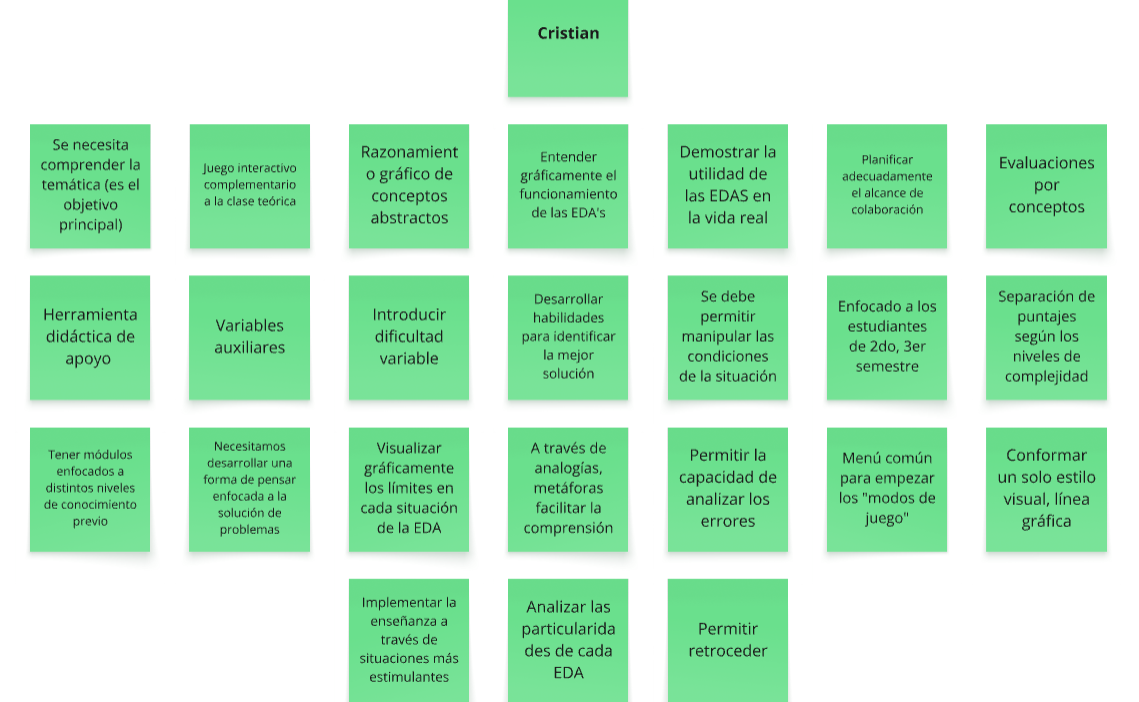 Cristian
Se necesita
comprender la
temática (es el
objetivo
principal)
Juego interactivo
complementario
a la clase teórica
Razonamient
o gráfico de
conceptos
abstractos
Entender
gráficamente el
funcionamiento
de las EDA's
Demostrar la
utilidad de
las EDAS en
la vida real
Planificar
adecuadamente
el alcance de
colaboración
Evaluaciones
por
conceptos
Herramienta
didáctica de
apoyo
Variables
auxiliares
Introducir
dificultad
variable
Desarrollar
habilidades
para identificar
la mejor
solución
Se debe
permitir
manipular las
condiciones
de la situación
Enfocado a los
estudiantes
de 2do, 3er
semestre
Separación de
puntajes
según los
niveles de
complejidad
Tener módulos
enfocados a
distintos niveles
de conocimiento
previo
Necesitamos
desarrollar una
forma de pensar
enfocada a la
solución de
problemas
Visualizar
gráficamente
los límites en
cada situación
de la EDA
A través de
analogías,
metáforas
facilitar la
comprensión
Permitir la
capacidad de
analizar los
errores
Menú común
para empezar
los "modos de
juego"
Conformar
un solo estilo
visual, línea
gráfica
Implementar la
enseñanza a
través de
situaciones más
estimulantes
Analizar las
particularida
des de cada
EDA
Permitir
retroceder